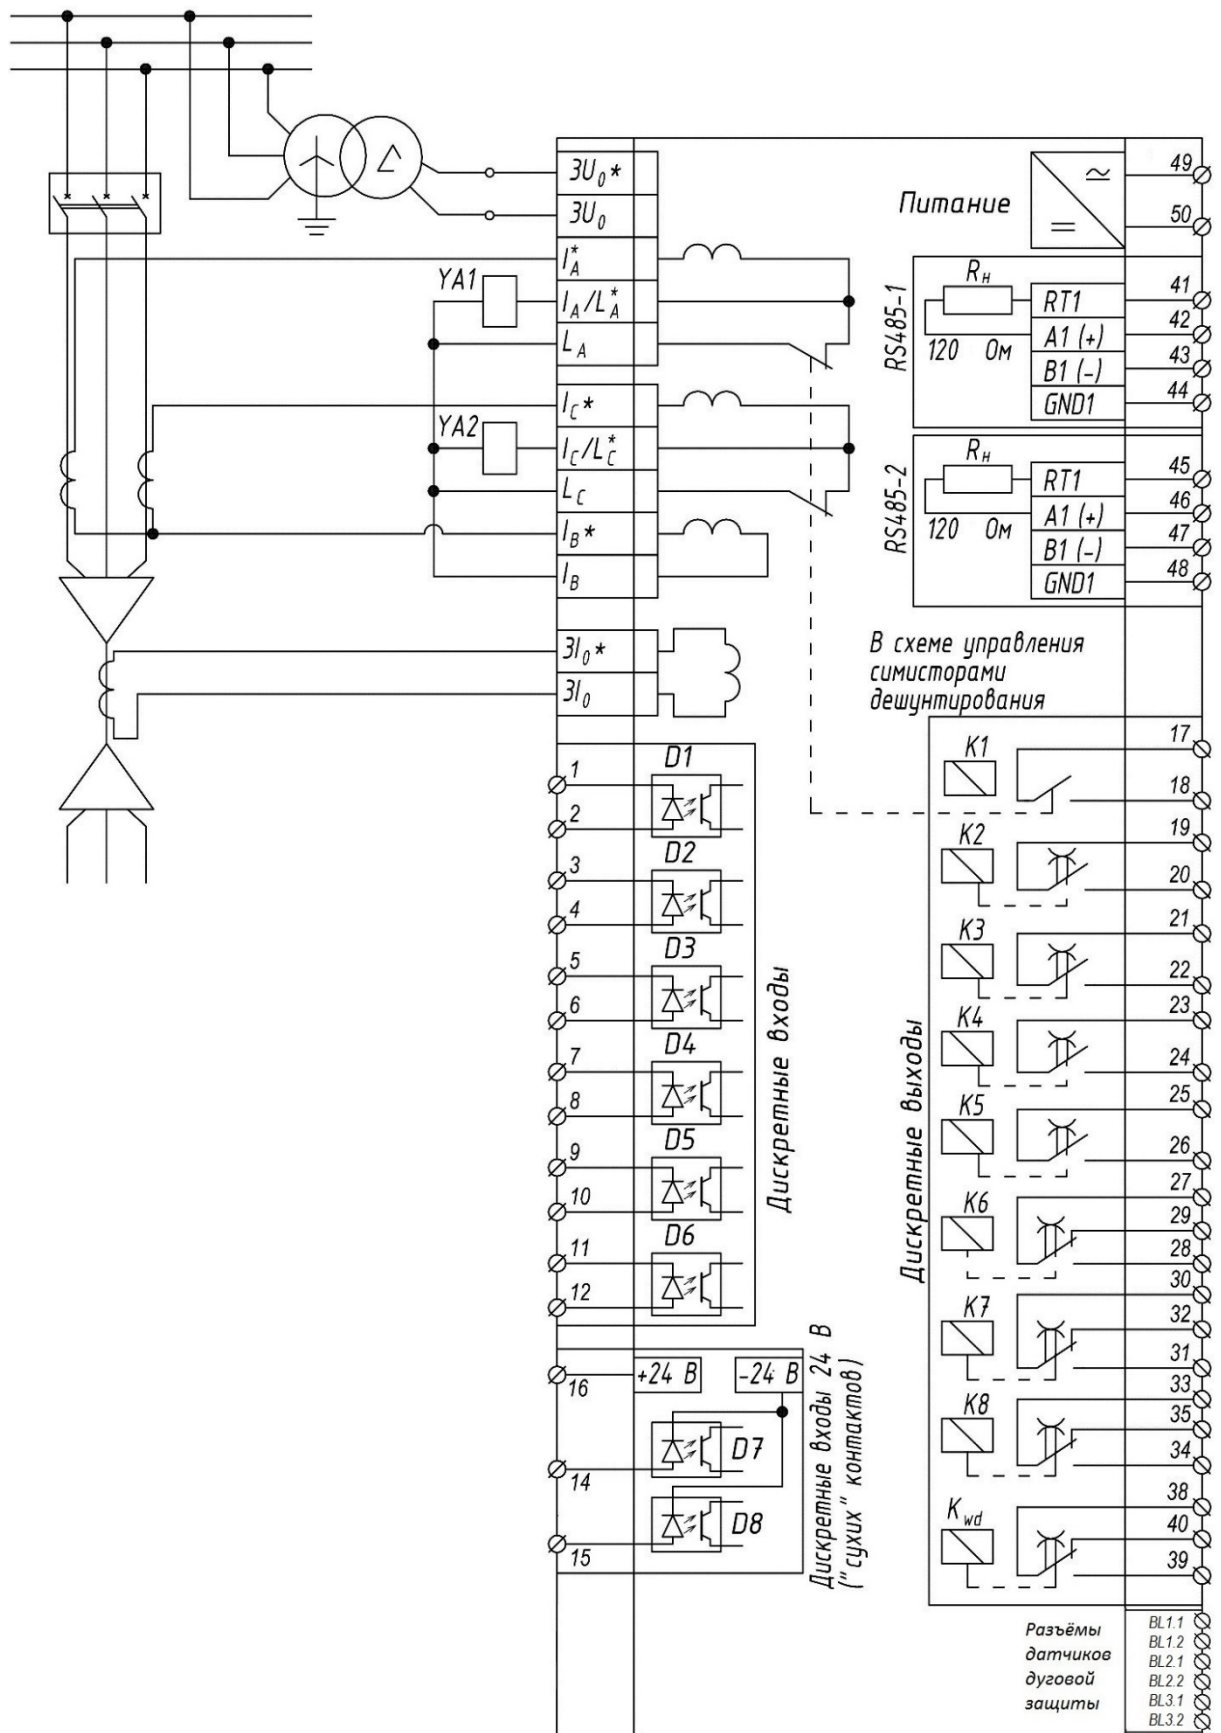 3U₀*
3U₀
I*A
YA1
IA/L*A
LA
IC*
YA2
IC/L*C
LC
IB*
IB
3I₀*
3I₀
D1
1
2
D2
3
4
D3
5
6
D4
7
8
D5
9
10
D6
11
12
Дискретные входы
+24 В
-24 В
16
D7
14
D8
15
Дискретные входы 24 В
("сухих" контактов)
Питание
49
50
RS485-1
Rн
120 Ом
RT1
41
A1 (+)
42
B1 (-)
43
GND1
44
RS485-2
Rн
120 Ом
RT1
45
A1 (+)
46
B1 (-)
47
GND1
48
В схеме управления
симисторами
дешунтирования
Дискретные выходы
K1
17
18
K2
19
20
K3
21
22
K4
23
24
K5
25
26
K6
27
29
28
K7
30
32
31
K8
33
35
34
Kwd
38
40
39
Разъёмы
датчиков
дуговой
защиты
BL1.1
BL1.2
BL2.1
BL2.2
BL3.1
BL3.2